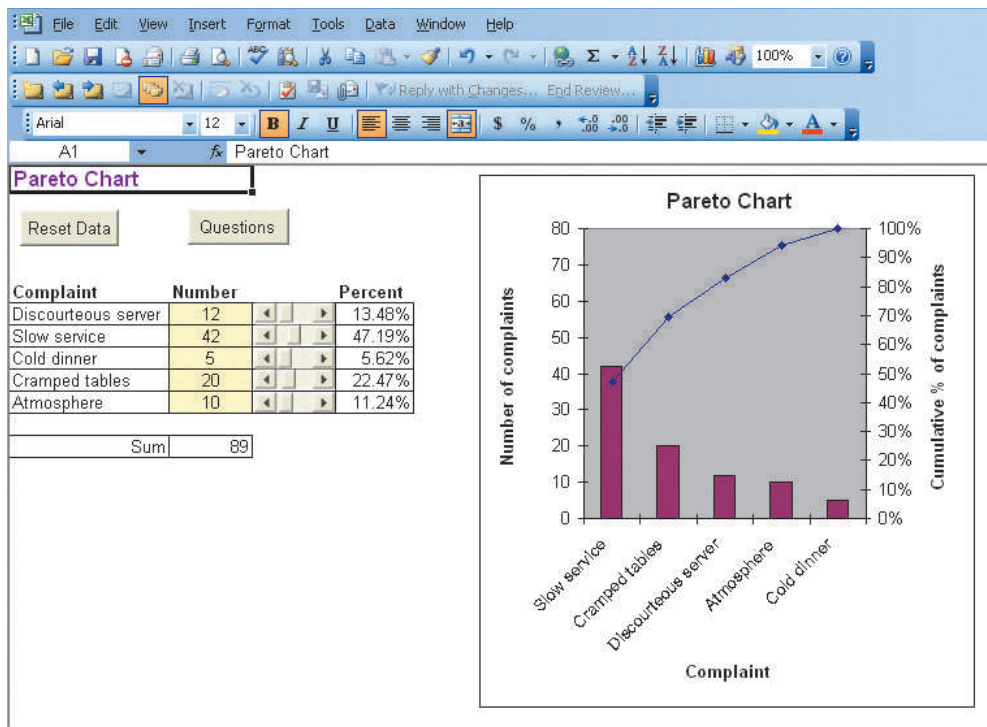 File Edit View Insert Format Tools Data Window Help
ABC Σ A Z Z A 100%
Reply with Changes... End Review...
Arial 12 B I U a $ % , .00 .00
A1 fx Pareto Chart
Pareto Chart
Reset Data Questions
Complaint Number Percent
Discourteous server 12 13.48%
Slow service 42 47.19%
Cold dinner 5 5.62%
Cramped tables 20 22.47%
Atmosphere 10 11.24%
Sum 89
Pareto Chart
Number of complaints
80
70
60
50
40
30
20
10
0
100%
90%
80%
70%
60%
50%
40%
30%
20%
10%
0%
Cumulative % of complaints
Slow service
Cramped tables
Discourteous server
Atmosphere
Cold dinner
Complaint